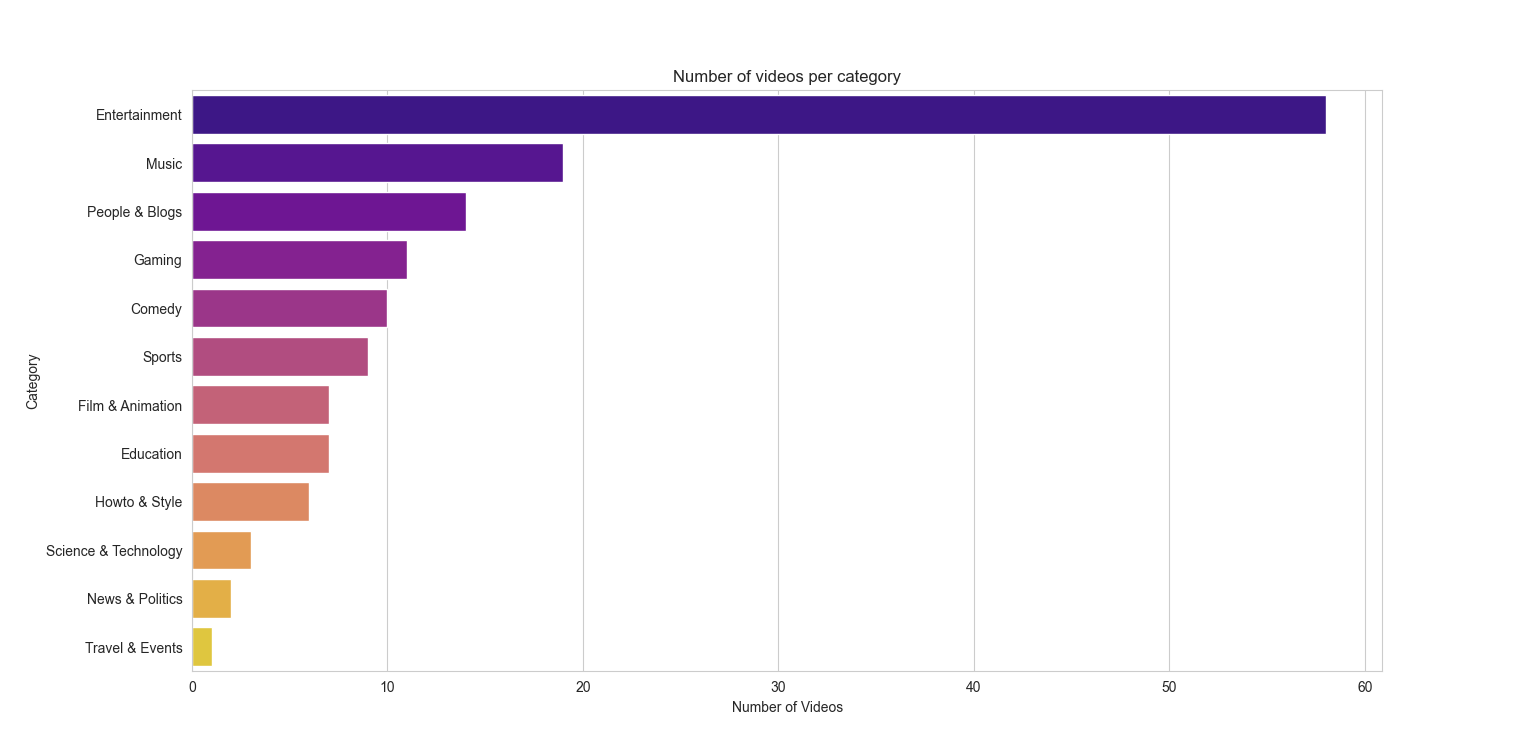 Number of videos per category
Entertainment
Music
People & Blogs
Gaming
Comedy
Sports
Film & Animation
Education
Howto & Style
Science & Technology
News & Politics
Travel & Events
Category
0 10 20 30 40 50 60
Number of Videos